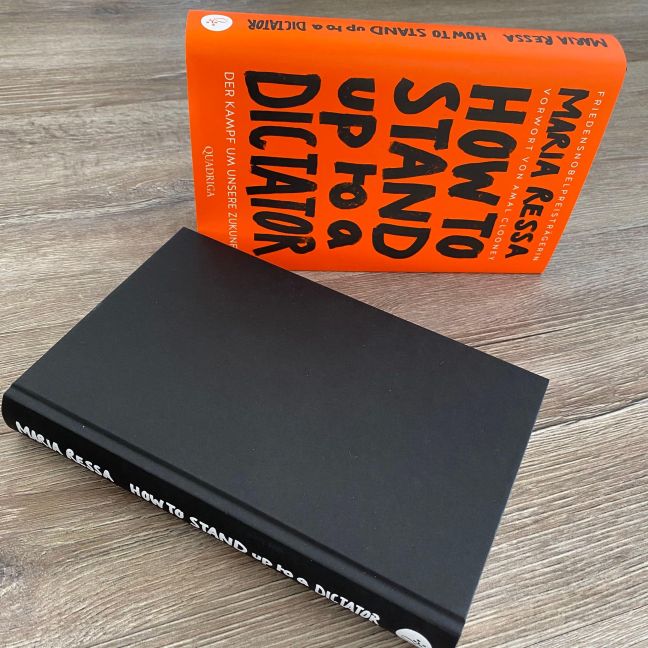 MARIA RESSA HOW TO STAND up to a DICTATOR
FRIEDENSNOBELPREISTRÄGERIN
MARIA RESSA
VORWORT VON AMAL CLOONEY
HOW TO
STAND
up to a
DICTATOR
DER KAMPF UM UNSERE ZUKUNFT
QUADRIGA
MARIA RESSA HOW TO STAND up to a DICTATOR